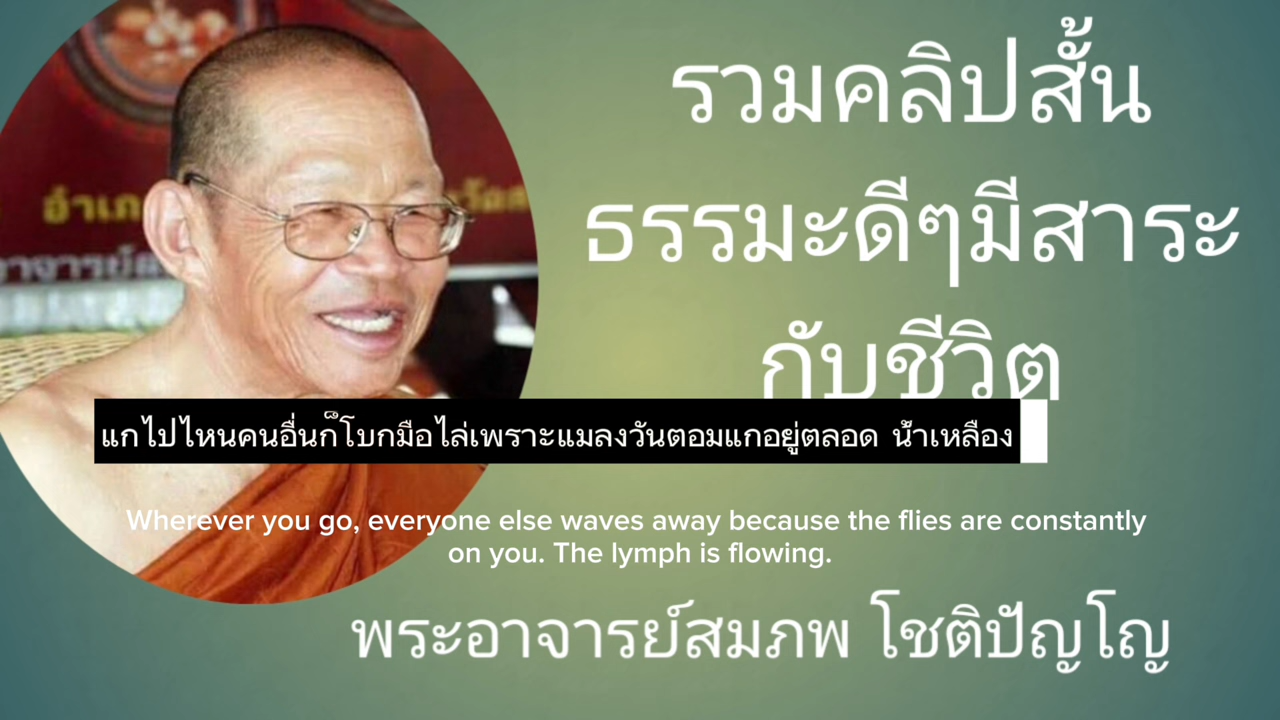 รวมคลิปสั้น
ธรรมะดีๆมีสาระ
กับชีวิต
อำเภ
แกไปไหนคนอื่นก็โบกมือไล่เพราะแมลงวันตอมแกอยู่ตลอด น้ำเหลือง
Wherever you go, everyone else waves away because the flies are constantly
on you. The lymph is flowing.
พระอาจารย์สมภพ โชติปัญโญ